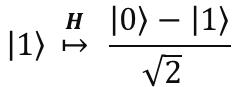 |1⟩ H ↦ |0⟩ − |1⟩ / √2